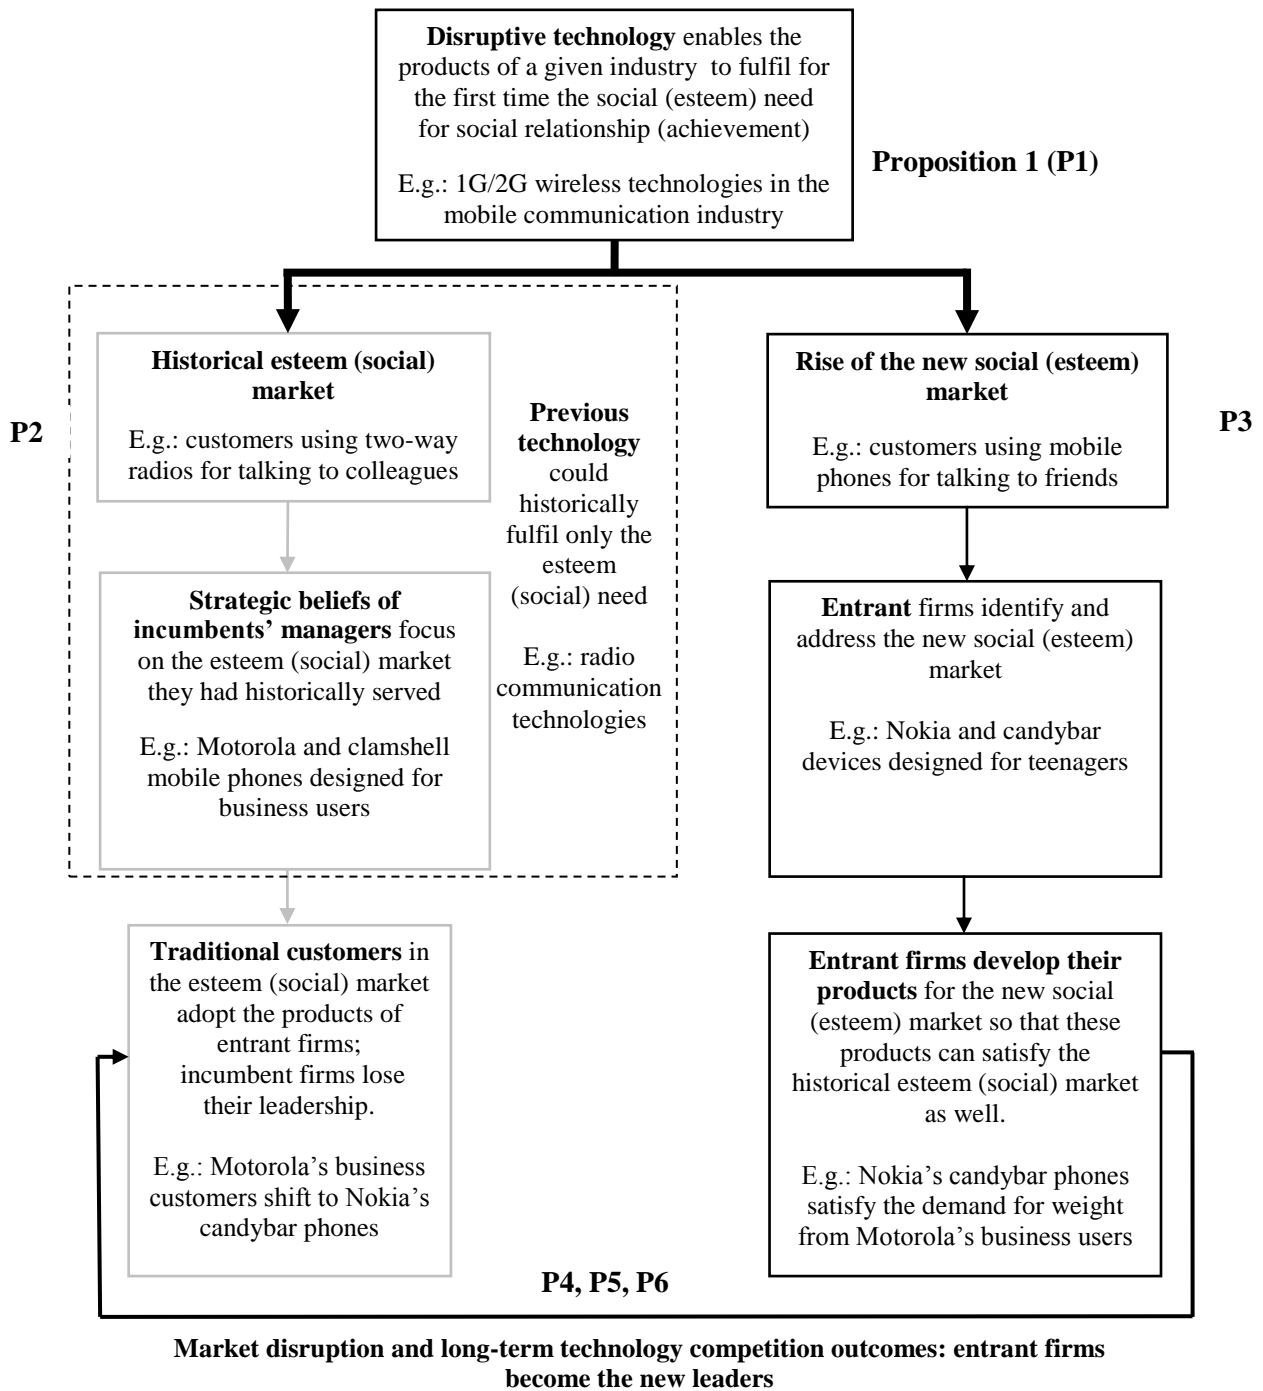 Disruptive technology enables the
products of a given industry to fulfil for
the first time the social (esteem) need
for social relationship (achievement)
E.g.: 1G/2G wireless technologies in the
mobile communication industry
Proposition 1 (P1)
P2
Historical esteem (social)
market
E.g.: customers using two-way
radios for talking to colleagues
Strategic beliefs of
incumbents’ managers focus
on the esteem (social) market
they had historically served
E.g.: Motorola and clamshell
mobile phones designed for
business users
Previous
technology
could
historically
fulfil only the
esteem
(social) need
E.g.: radio
communication
technologies
Rise of the new social (esteem)
market
E.g.: customers using mobile
phones for talking to friends
P3
Entrant firms identify and
address the new social (esteem)
market
E.g.: Nokia and candybar
devices designed for teenagers
Traditional customers in
the esteem (social) market
adopt the products of
entrant firms;
incumbent firms lose
their leadership.
E.g.: Motorola’s business
customers shift to Nokia’s
candybar phones
Entrant firms develop their
products for the new social
(esteem) market so that these
products can satisfy the
historical esteem (social) market
as well.
E.g.: Nokia’s candybar phones
satisfy the demand for weight
from Motorola’s business users
P4, P5, P6
Market disruption and long-term technology competition outcomes: entrant firms
become the new leaders